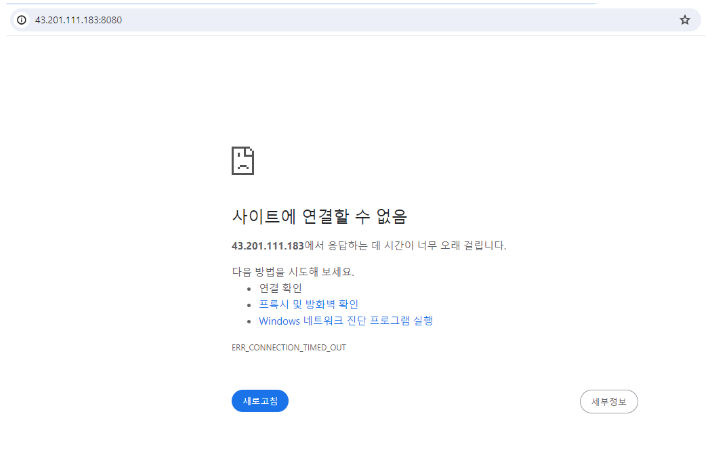 43.201.111.183:8080
사이트에 연결할 수 없음
43.201.111.183에서 응답하는 데 시간이 너무 오래 걸립니다.
다음 방법을 시도해 보세요.
• 연결 확인
• 프록시 및 방화벽 확인
• Windows 네트워크 진단 프로그램 실행
ERR_CONNECTION_TIMED_OUT
새로고침
세부정보